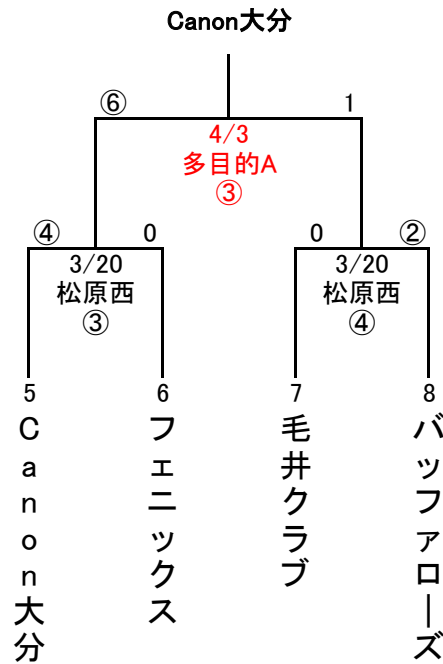 Canon大分
⑥ 1
4/3
多目的A
③
④ 0 0 ②
3/20 3/20
松原西 松原西
③ ④
5 6 7 8
Canon大分
フェニックス
毛井クラブ
バッファローズ